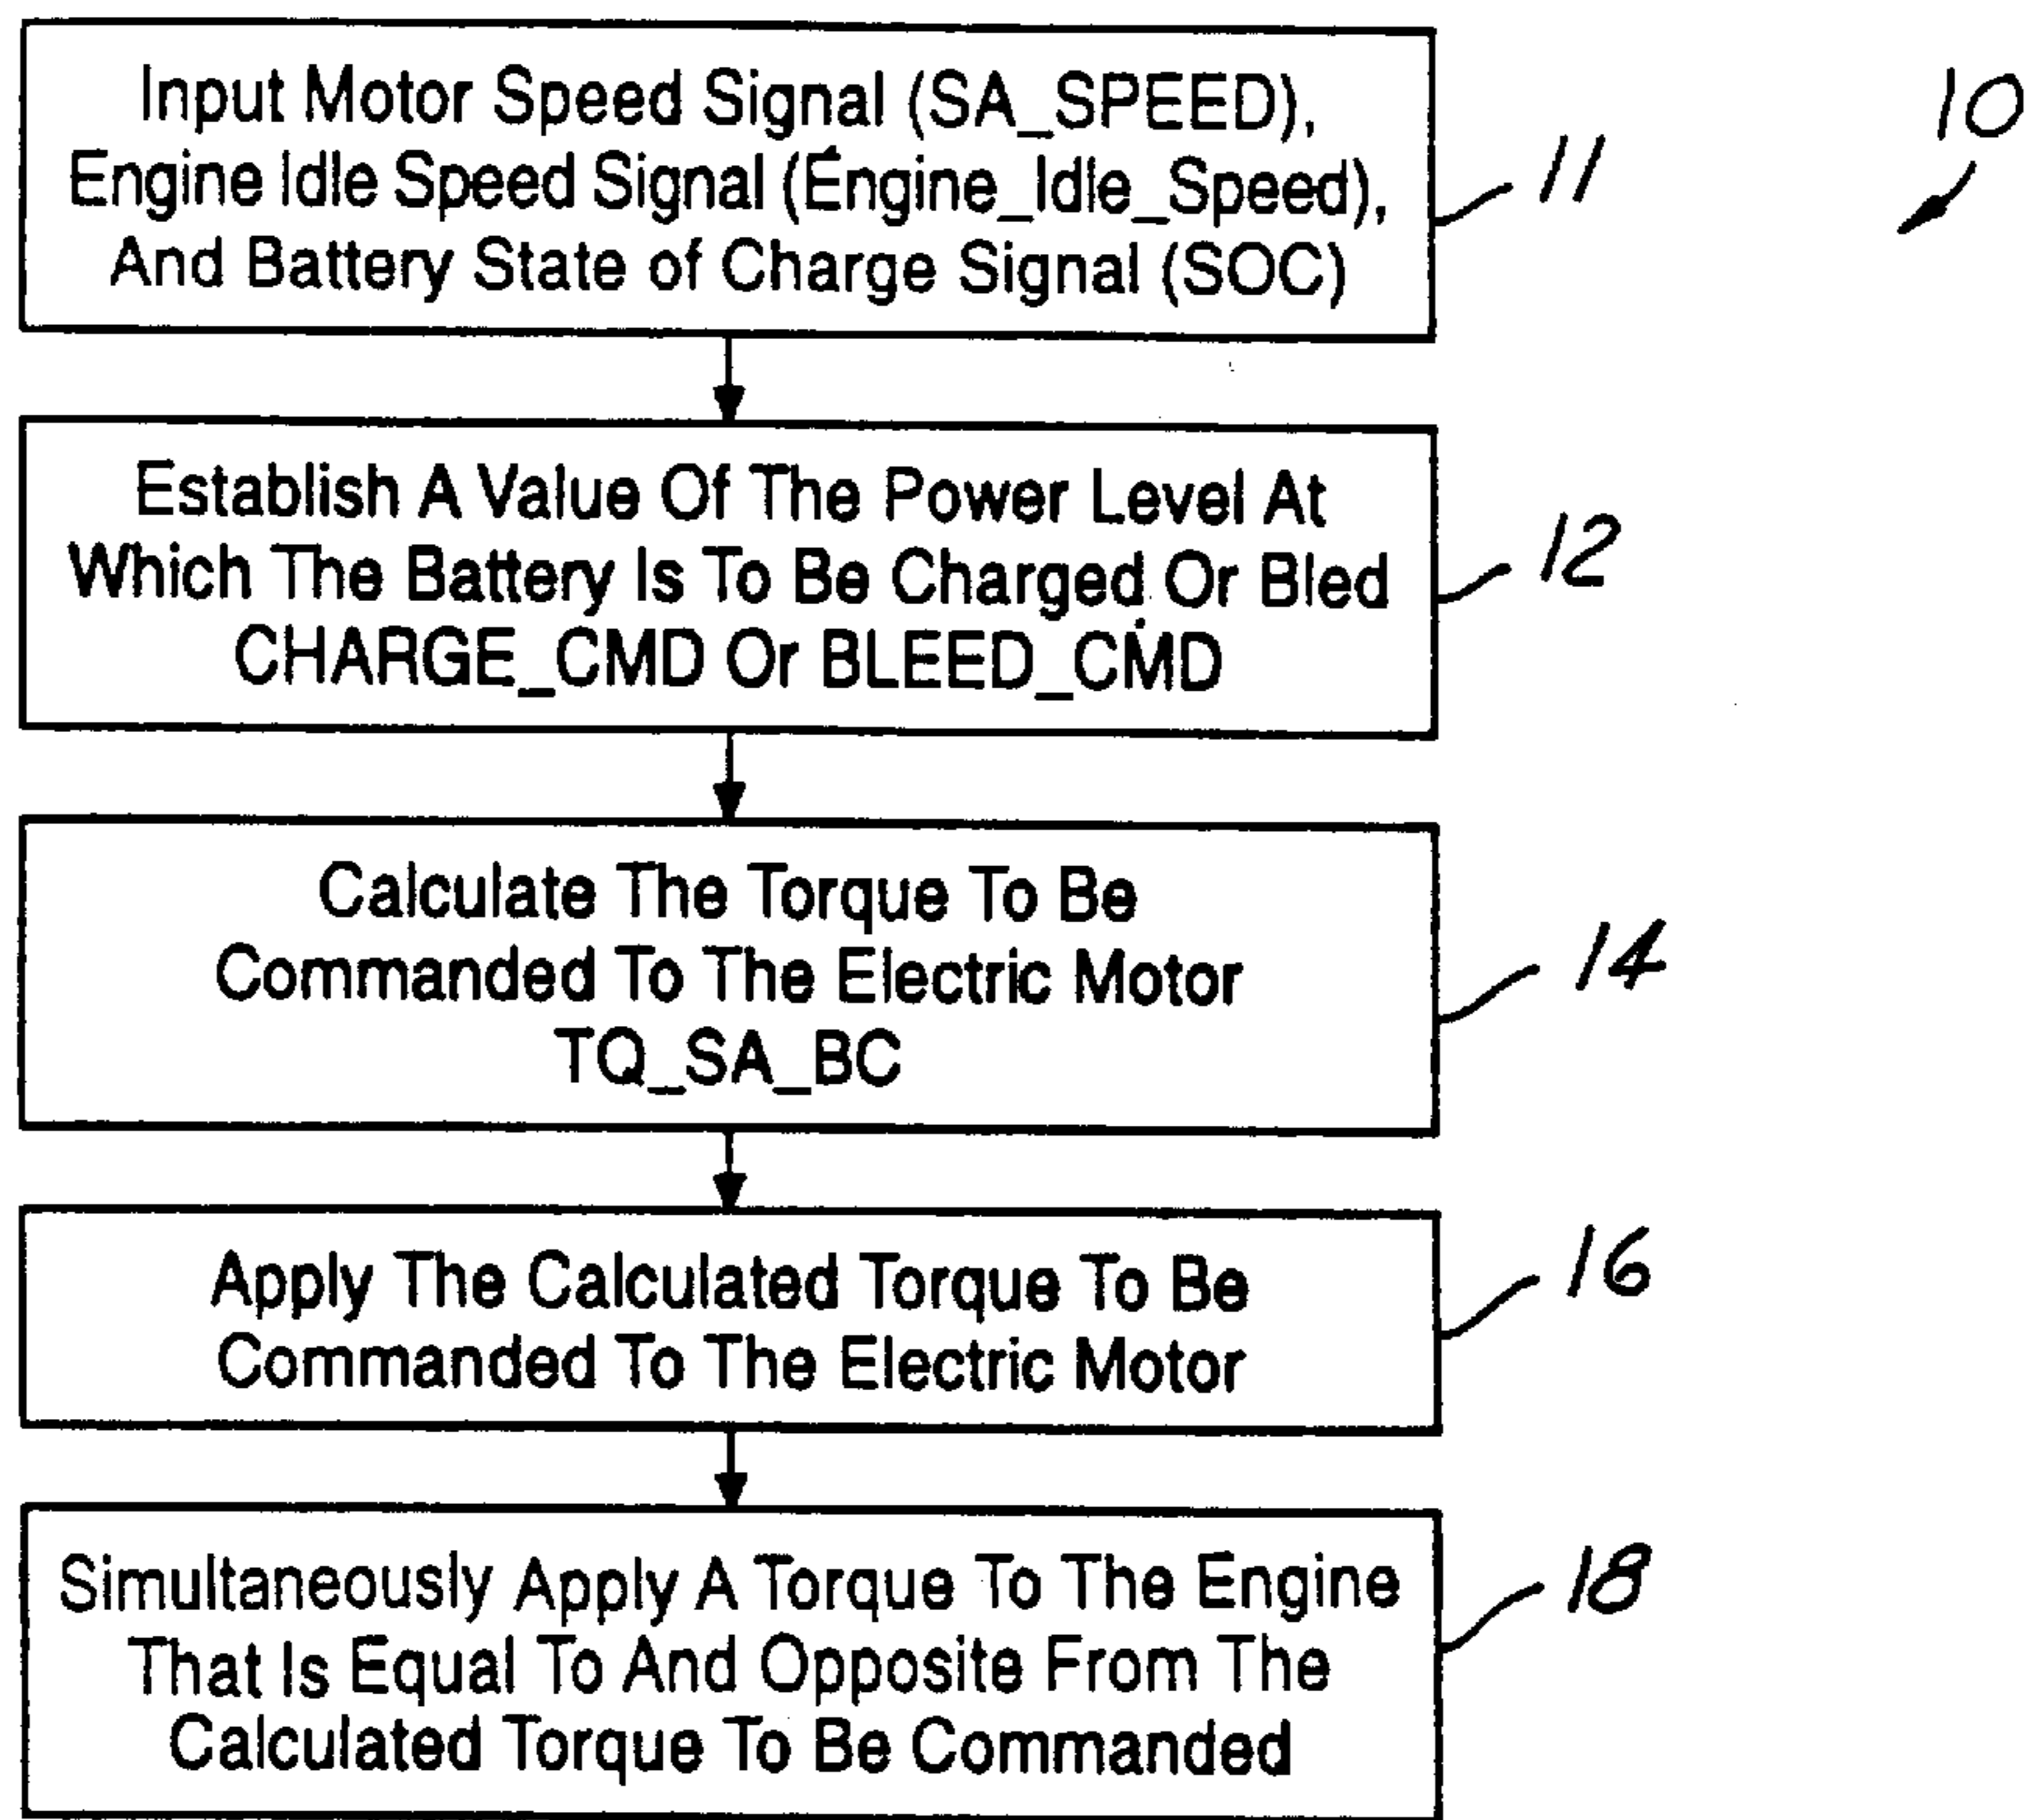 Input Motor Speed Signal (SA_SPEED),
Engine Idle Speed Signal (Engine_Idle_Speed),
And Battery State of Charge Signal (SOC)
11
10
Establish A Value Of The Power Level At
Which The Battery Is To Be Charged Or Bled
CHARGE_CMD Or BLEED_CMD
12
Calculate The Torque To Be
Commanded To The Electric Motor
TQ_SA_BC
14
Apply The Calculated Torque To Be
Commanded To The Electric Motor
16
Simultaneously Apply A Torque To The Engine
That Is Equal To And Opposite From The
Calculated Torque To Be Commanded
18